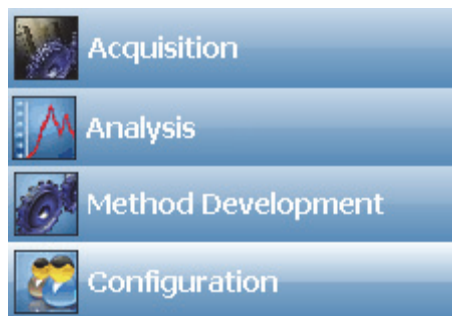 Acquisition
Analysis
Method Development
Configuration